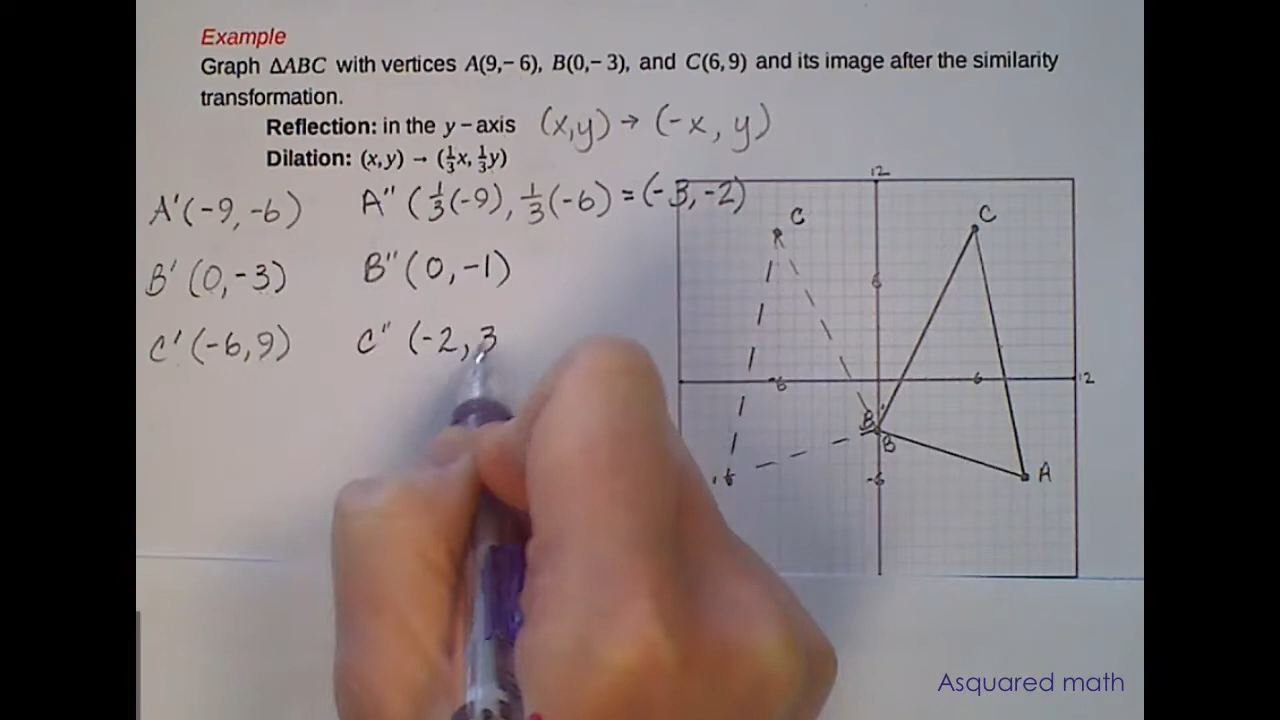 Example
Graph ΔABC with vertices A(9,− 6), B(0,− 3), and C(6, 9) and its image after the similarity
transformation.
Reflection: in the y − axis (x,y) → (-x, y)
Dilation: (x, y) → (1/3x, 1/3y)
A'(-9, -6) A"(1/3(-9), 1/3(-6) = (-3, -2)
B'(0, -3) B"(0, -1)
C'(-6, 9) C"(-2, 3
12
C
C
6
-6
6
12
B
B
-6
A
Asquared math